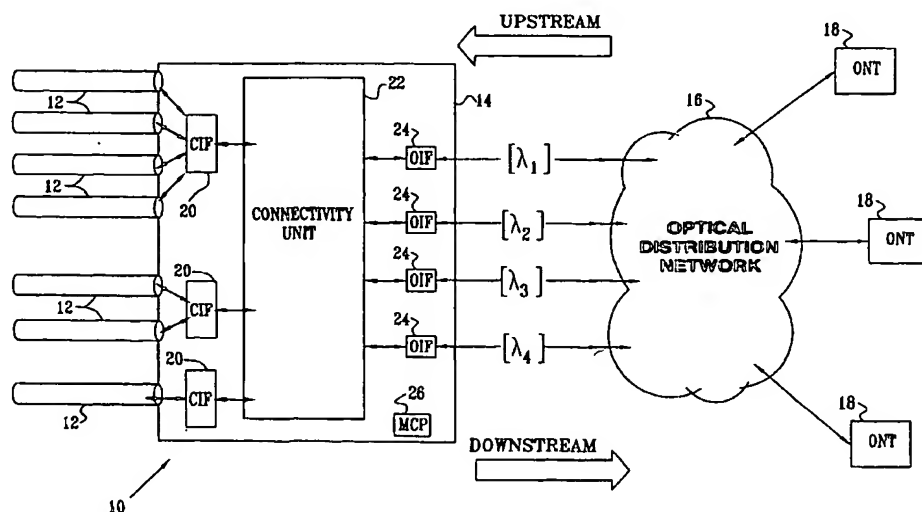 UPSTREAM
18
ONT
12
22
14
16
CIF
24
OIF
[λ1]
12
20
18
ONT
CONNECTIVITY
UNIT
24
OIF
[λ2]
OPTICAL
DISTRIBUTION
NETWORK
20
24
OIF
[λ3]
12
CIF
24
OIF
[λ4]
20
26
18
CIF
MCP
ONT
12
DOWNSTREAM
10